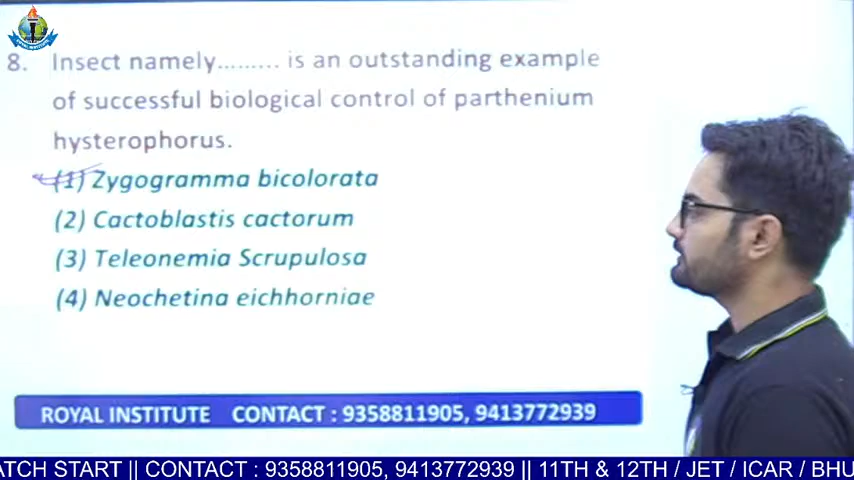 ROYAL INSTITUTE
8. Insect namely......... is an outstanding example
of successful biological control of parthenium
hysterophorus.
(1) Zygogramma bicolorata
(2) Cactoblastis cactorum
(3) Teleonemia Scrupulosa
(4) Neochetina eichhorniae
ROYAL INSTITUTE CONTACT : 9358811905, 9413772939
ATCH START || CONTACT : 9358811905, 9413772939 || 11TH & 12TH / JET / ICAR / BHU